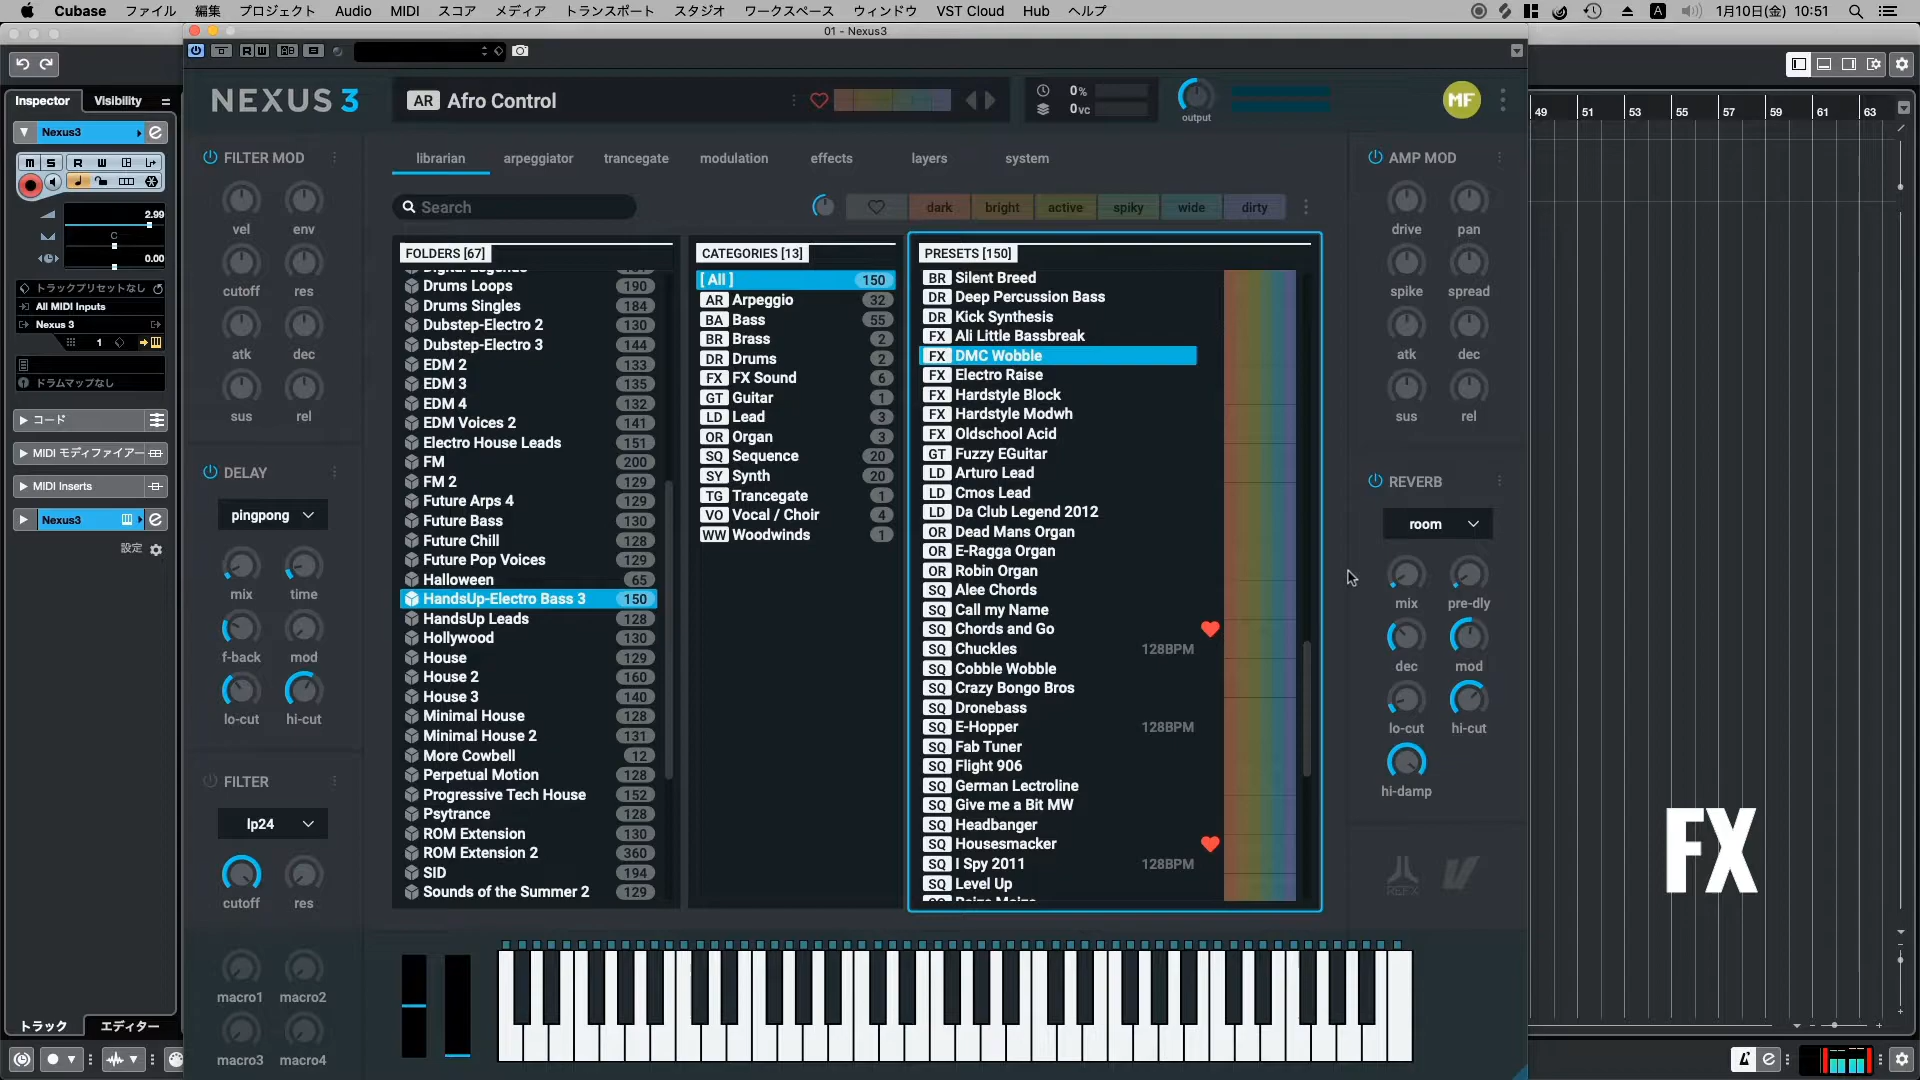 Cubase ファイル 編集 プロジェクト Audio MIDI スコア メディア トランスポート スタジオ ワークスペース ウィンドウ VST Cloud Hub ヘルプ
A 1月10日(金) 10:51
01 - Nexus3
R W
Inspector Visibility
Nexus3
M S R W
2.99
C
0.00
トラックプリセットなし
All MIDI Inputs
Nexus 3
1
ドラムマップなし
コード
MIDI モディファイアー
MIDI Inserts
Nexus3
設定
トラック エディター
NEXUS 3
AR Afro Control
0%
0vc
output
MF
librarian arpeggiator trancegate modulation effects layers system
Search
dark bright active spiky wide dirty
FILTER MOD
vel env
cutoff res
atk dec
sus rel
DELAY
pingpong
mix time
f-back mod
lo-cut hi-cut
FILTER
lp24
cutoff res
macro1 macro2
macro3 macro4
FOLDERS [67]
Drums Loops 190
Drums Singles 184
Dubstep-Electro 2 130
Dubstep-Electro 3 144
EDM 2 133
EDM 3 135
EDM 4 132
EDM Voices 2 141
Electro House Leads 151
FM 200
FM 2 129
Future Arps 4 129
Future Bass 130
Future Chill 128
Future Pop Voices 129
Halloween 65
HandsUp-Electro Bass 3 150
HandsUp Leads 128
Hollywood 130
House 129
House 2 160
House 3 140
Minimal House 128
Minimal House 2 131
More Cowbell 12
Perpetual Motion 128
Progressive Tech House 152
Psytrance 128
ROM Extension 130
ROM Extension 2 360
SID 194
Sounds of the Summer 2 129
CATEGORIES [13]
[ All ] 150
AR Arpeggio 32
BA Bass 55
BR Brass 2
DR Drums 2
FX FX Sound 6
GT Guitar 1
LD Lead 3
OR Organ 3
SQ Sequence 20
SY Synth 20
TG Trancegate 1
VO Vocal / Choir 4
WW Woodwinds 1
PRESETS [150]
BR Silent Breed
DR Deep Percussion Bass
DR Kick Synthesis
FX Ali Little Bassbreak
FX DMC Wobble
FX Electro Raise
FX Hardstyle Block
FX Hardstyle Modwh
FX Oldschool Acid
GT Fuzzy EGuitar
LD Arturo Lead
LD Cmos Lead
LD Da Club Legend 2012
OR Dead Mans Organ
OR E-Ragga Organ
OR Robin Organ
SQ Alee Chords
SQ Call my Name
SQ Chords and Go
SQ Chuckles 128BPM
SQ Cobble Wobble
SQ Crazy Bongo Bros
SQ Dronebass
SQ E-Hopper 128BPM
SQ Fab Tuner
SQ Flight 906
SQ German Lectroline
SQ Give me a Bit MW
SQ Headbanger
SQ Housesmacker
SQ I Spy 2011 128BPM
SQ Level Up
AMP MOD
drive pan
spike spread
atk dec
sus rel
REVERB
room
mix pre-dly
dec mod
lo-cut hi-cut
hi-damp
REFX
49 51 53 55 57 59 61 63
FX